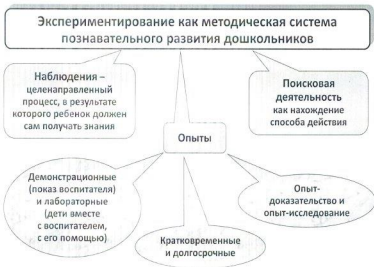 Экспериментирование как методическая система
познавательного развития дошкольников
Наблюдения –
целенаправленный
процесс, в результате
которого ребенок должен
сам получать знания
Поисковая
деятельность
как нахождение
способа действия
Опыты
Демонстрационные
(показ воспитателя)
и лабораторные
(дети вместе
с воспитателем,
с его помощью)
Кратковременные
и долгосрочные
Опыт-
доказательство и
опыт-исследование